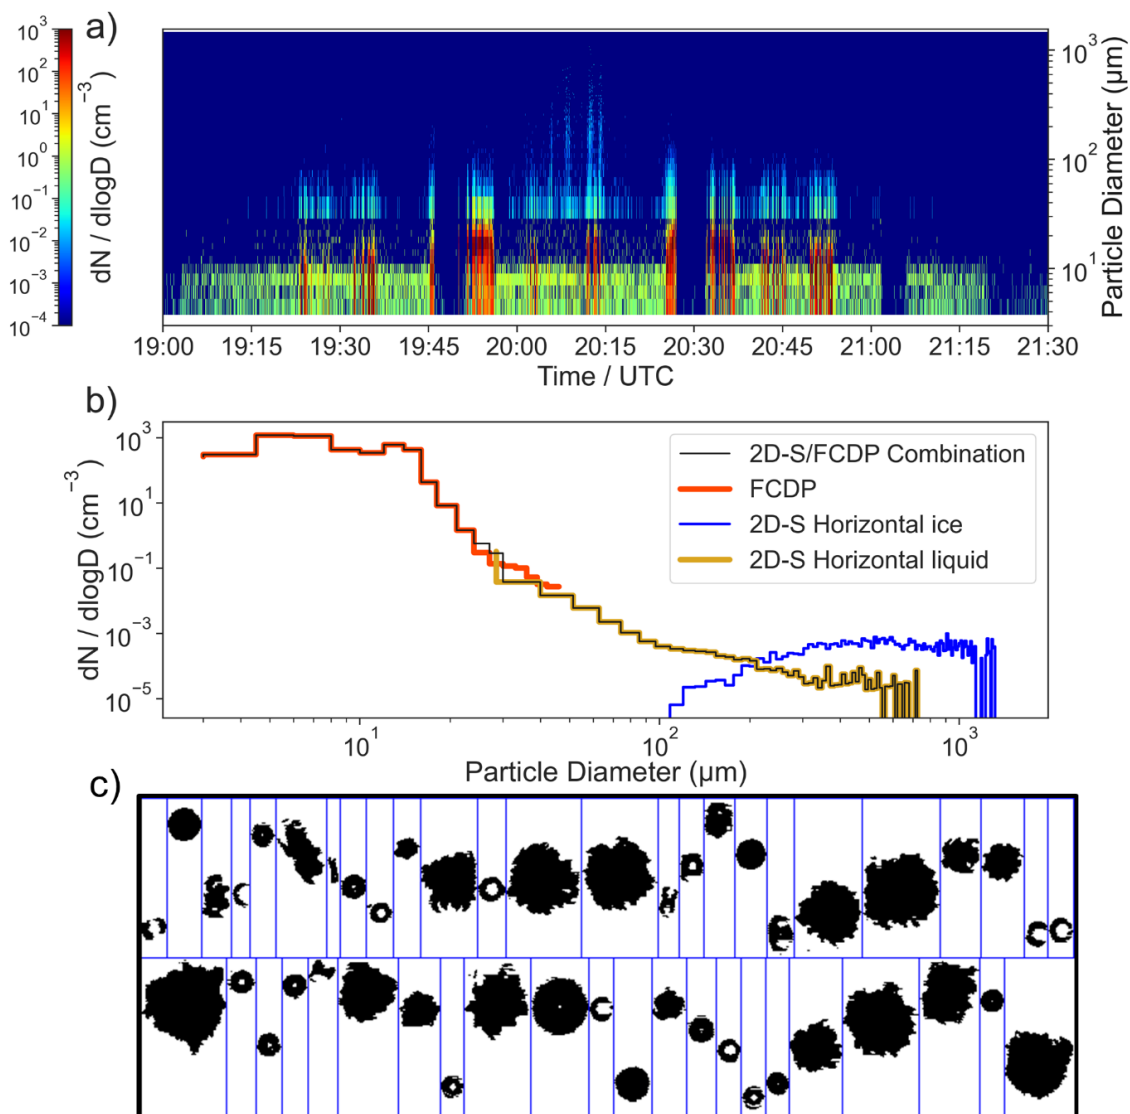 a)
10³
10²
10¹
10⁰
10⁻¹
10⁻²
10⁻³
10⁻⁴
dN / dlogD (cm⁻³)
10³
10²
10¹
Particle Diameter (μm)
19:00 19:15 19:30 19:45 20:00 20:15 20:30 20:45 21:00 21:15 21:30
Time / UTC
b)
10³
10¹
10⁻¹
10⁻³
10⁻⁵
dN / dlogD (cm⁻³)
2D-S/FCDP Combination
FCDP
2D-S Horizontal ice
2D-S Horizontal liquid
10¹ 10² 10³
Particle Diameter (μm)
c)